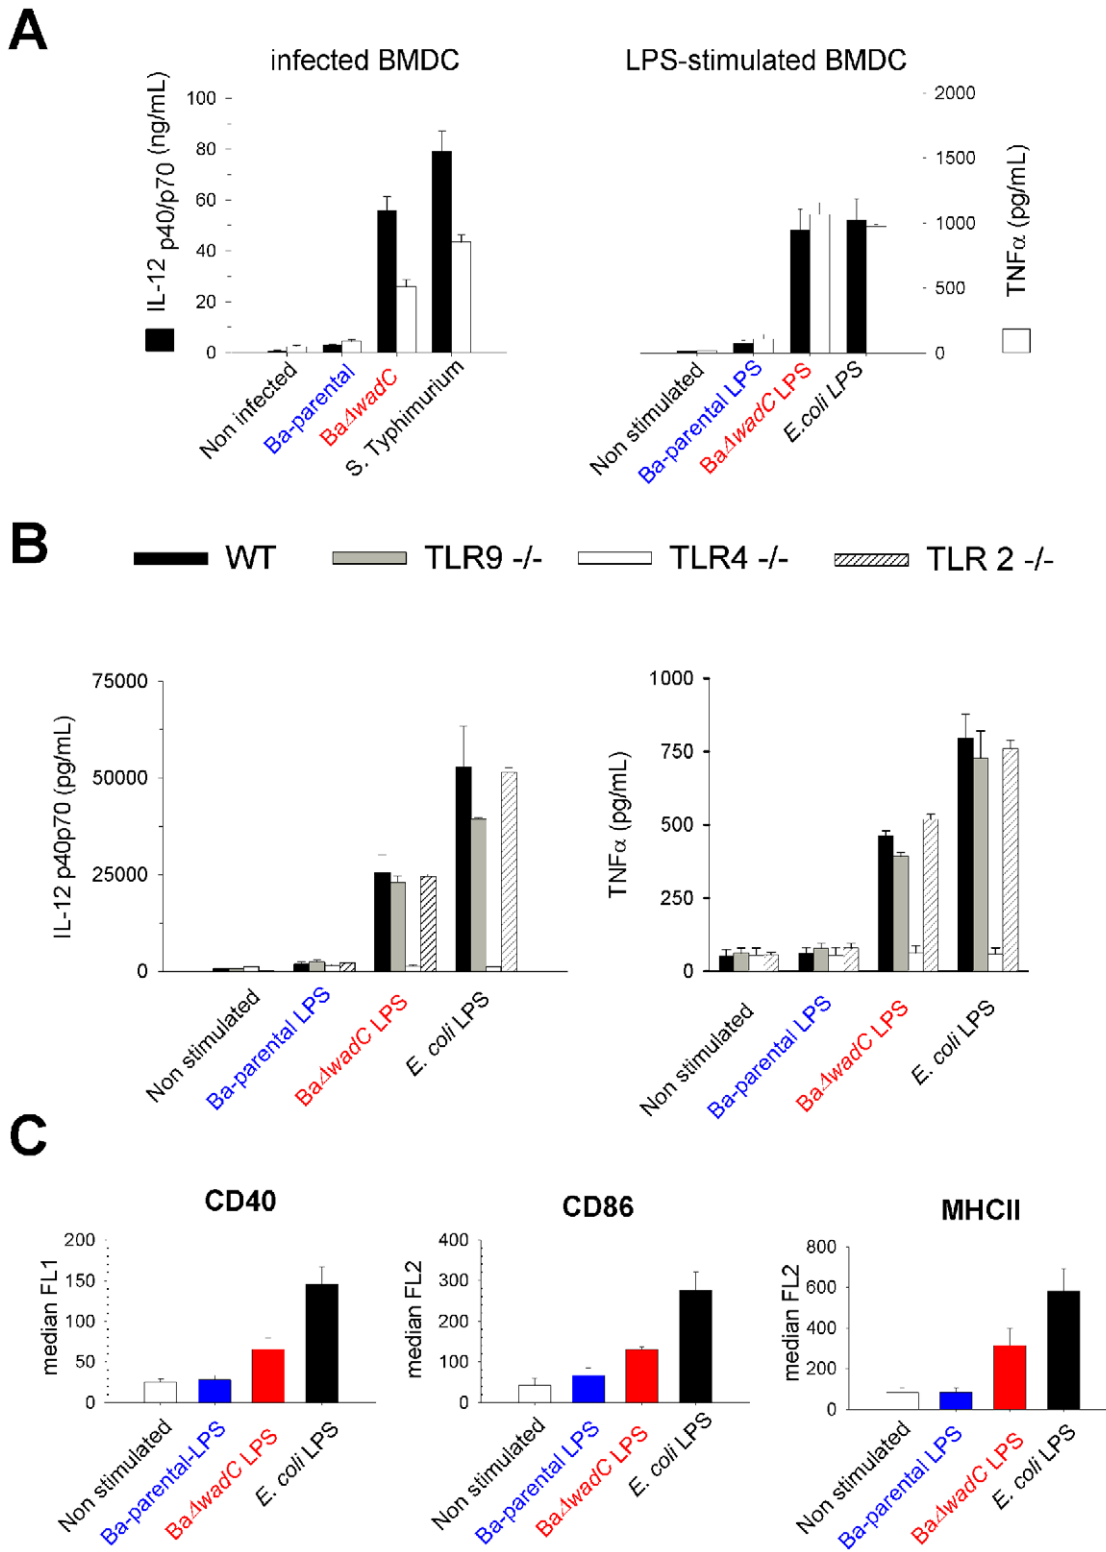 A
infected BMDC
LPS-stimulated BMDC
IL-12 p40/p70 (ng/mL)
100
80
60
40
20
0
Non infected
Ba-parental
BaΔwadC
S. Typhimurium
2000
1500
1000
500
0
TNFα (pg/mL)
Non stimulated
Ba-parental LPS
BaΔwadC LPS
E.coli LPS
B
WT
TLR9 -/-
TLR4 -/-
TLR 2 -/-
IL-12 p40p70 (pg/mL)
75000
50000
25000
0
Non stimulated
Ba-parental LPS
BaΔwadC LPS
E. coli LPS
TNFα (pg/mL)
1000
750
500
250
0
Non stimulated
Ba-parental LPS
BaΔwadC LPS
E. coli LPS
C
CD40
median FL1
200
150
100
50
0
Non stimulated
Ba-parental-LPS
BaΔwadC LPS
E. coli LPS
CD86
median FL2
400
300
200
100
0
Non stimulated
Ba-parental LPS
BaΔwadC LPS
E. coli LPS
MHCII
median FL2
800
600
400
200
0
Non stimulated
Ba-parental LPS
BaΔwadC LPS
E. coli LPS